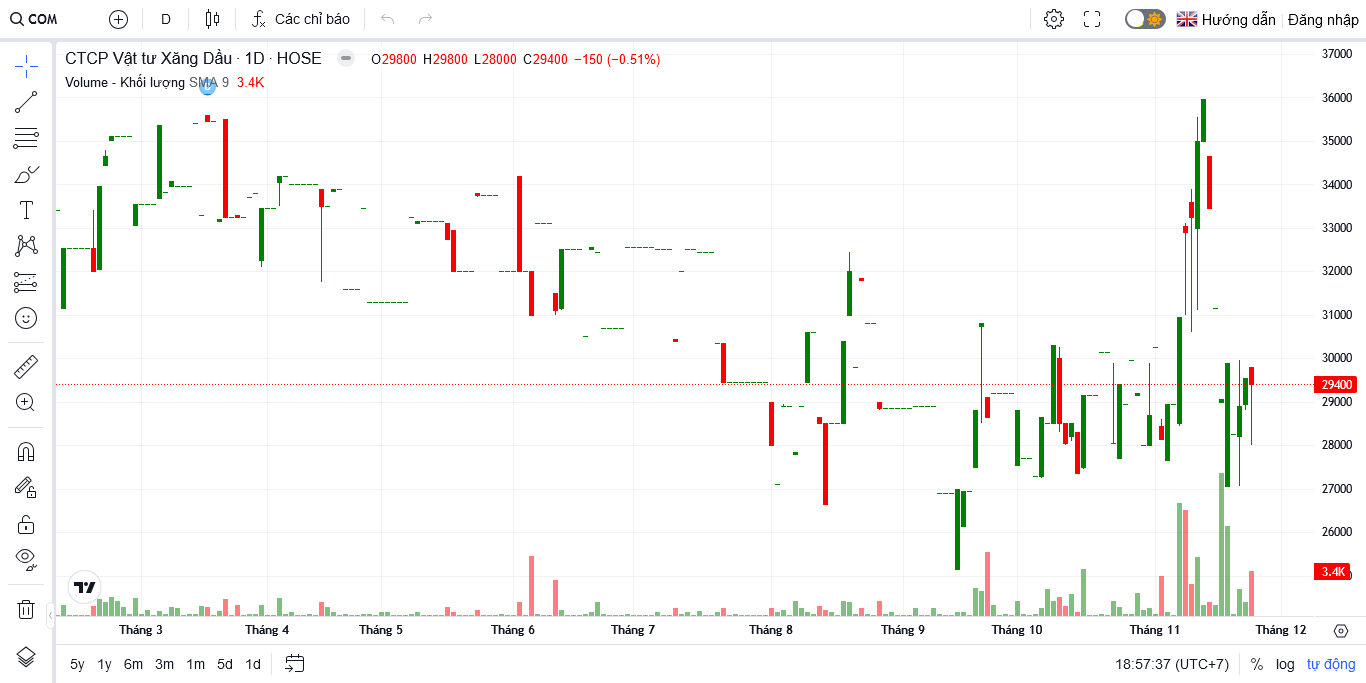 COM D Các chỉ báo Hướng dẫn Đăng nhập
CTCP Vật tư Xăng Dầu · 1D · HOSE O29800 H29800 L28000 C29400 −150 (−0.51%)
Volume - Khối lượng SMA 9 3.4K
37000
36000
35000
34000
33000
32000
31000
30000
29400
29000
28000
27000
26000
3.4K
Tháng 3 Tháng 4 Tháng 5 Tháng 6 Tháng 7 Tháng 8 Tháng 9 Tháng 10 Tháng 11 Tháng 12
5y 1y 6m 3m 1m 5d 1d 18:57:37 (UTC+7) % log tự động